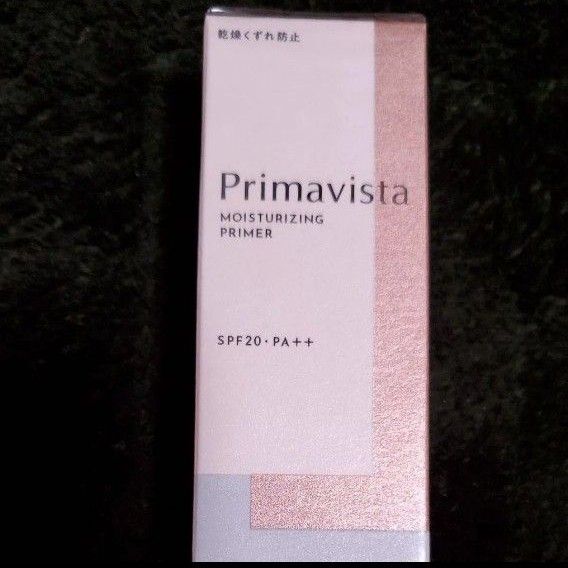 乾燥くずれ防止
Primavista
MOISTURIZING
PRIMER
SPF20・PA++